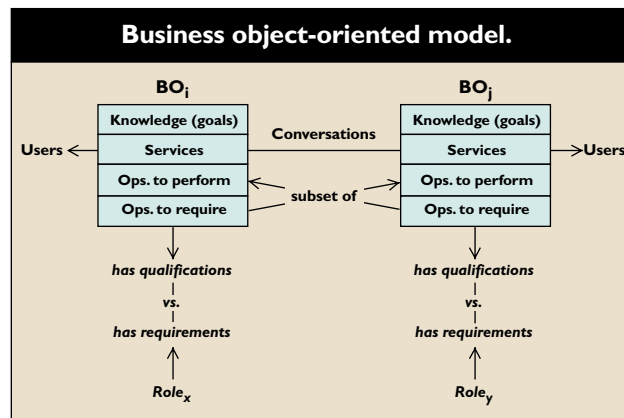 Business object-oriented model.
BOi BOj
Knowledge (goals) Knowledge (goals)
Conversations
Users Services Services Users
Ops. to perform Ops. to perform
subset of
Ops. to require Ops. to require
has qualifications has qualifications
vs. vs.
has requirements has requirements
Rolex Roley